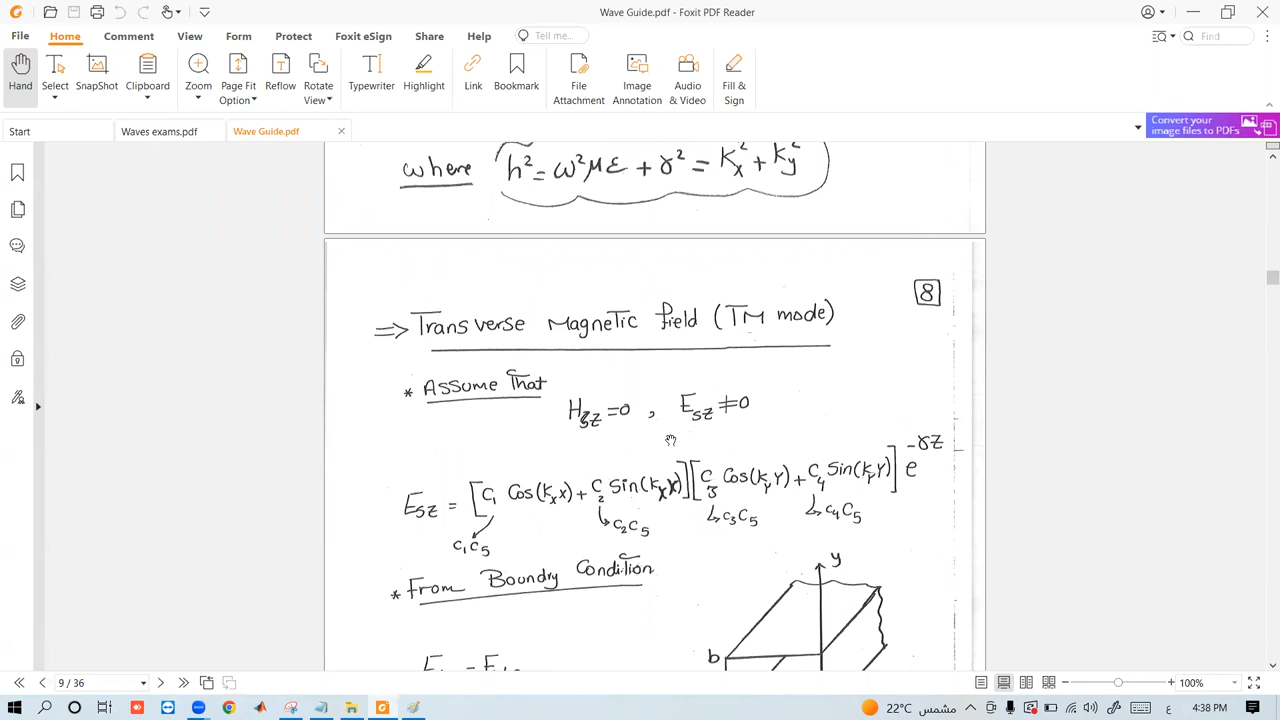 Wave Guide.pdf - Foxit PDF Reader
File Home Comment View Form Protect Foxit eSign Share Help Tell me... Find
Hand Select SnapShot Clipboard Zoom Page Fit Option Reflow Rotate View Typewriter Highlight Link Bookmark File Attachment Image Annotation Audio & Video Fill & Sign
Start Waves exams.pdf Wave Guide.pdf
Convert your image files to PDFs
where h² = ω²με + γ² = Kx² + Ky²
8
⇒ Transverse Magnetic field (TM mode)
* Assume That
Hsz = 0 , Esz ≠ 0
Esz = [C1 Cos(kx x) + C2 Sin(kx x)] [C3 Cos(ky Y) + C4 Sin(ky Y)] e^-γz
C1C5 C2C5 C3C5 C4C5
* From Boundry Condition
y
b
9 / 36
100%
22°C مشمس
ع
4:38 PM